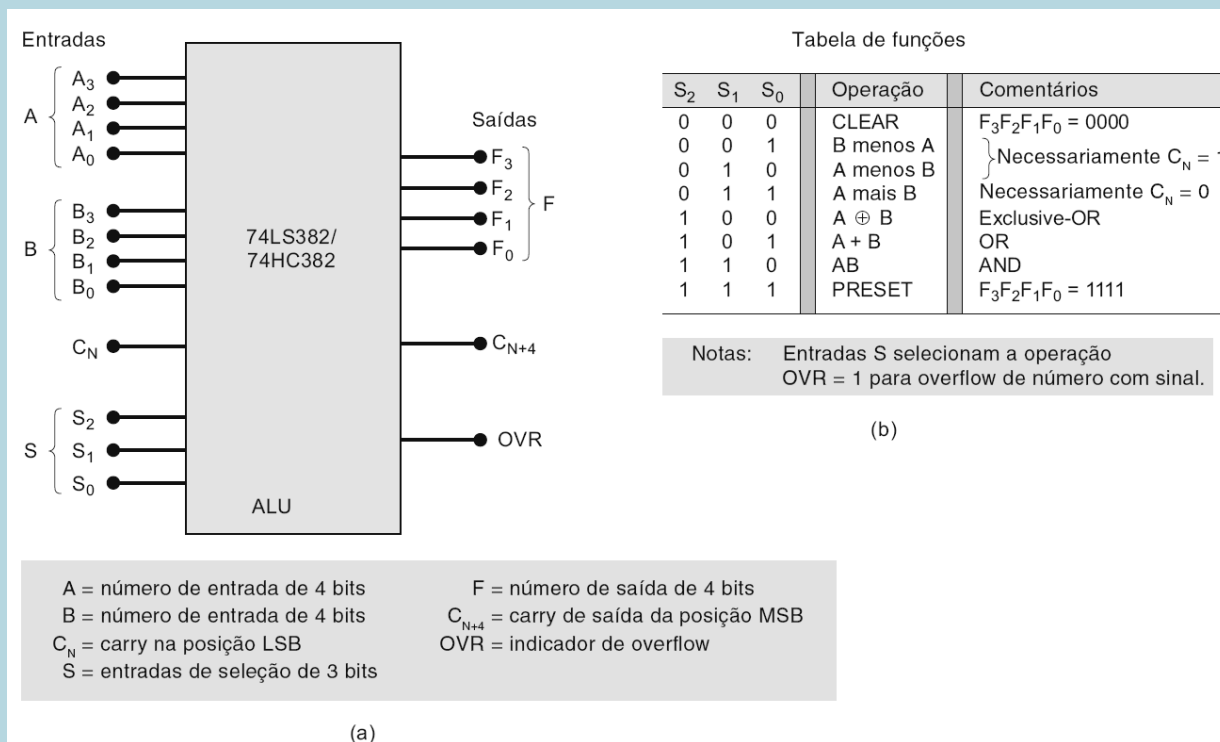 Entradas
A
A3
A2
A1
A0
B
B3
B2
B1
B0
CN
S
S2
S1
S0
74LS382/
74HC382
ALU
Saídas
F3
F2
F1
F0
F
CN+4
OVR
A = número de entrada de 4 bits
B = número de entrada de 4 bits
CN = carry na posição LSB
S = entradas de seleção de 3 bits
F = número de saída de 4 bits
CN+4 = carry de saída da posição MSB
OVR = indicador de overflow
(a)
Tabela de funções
S2 S1 S0 Operação Comentários
0 0 0 CLEAR F3F2F1F0 = 0000
0 0 1 B menos A
0 1 0 A menos B
Necessariamente CN =
0 1 1 A mais B Necessariamente CN = 0
1 0 0 A ⊕ B Exclusive-OR
1 0 1 A + B OR
1 1 0 AB AND
1 1 1 PRESET F3F2F1F0 = 1111
Notas: Entradas S selecionam a operação
OVR = 1 para overflow de número com sinal.
(b)